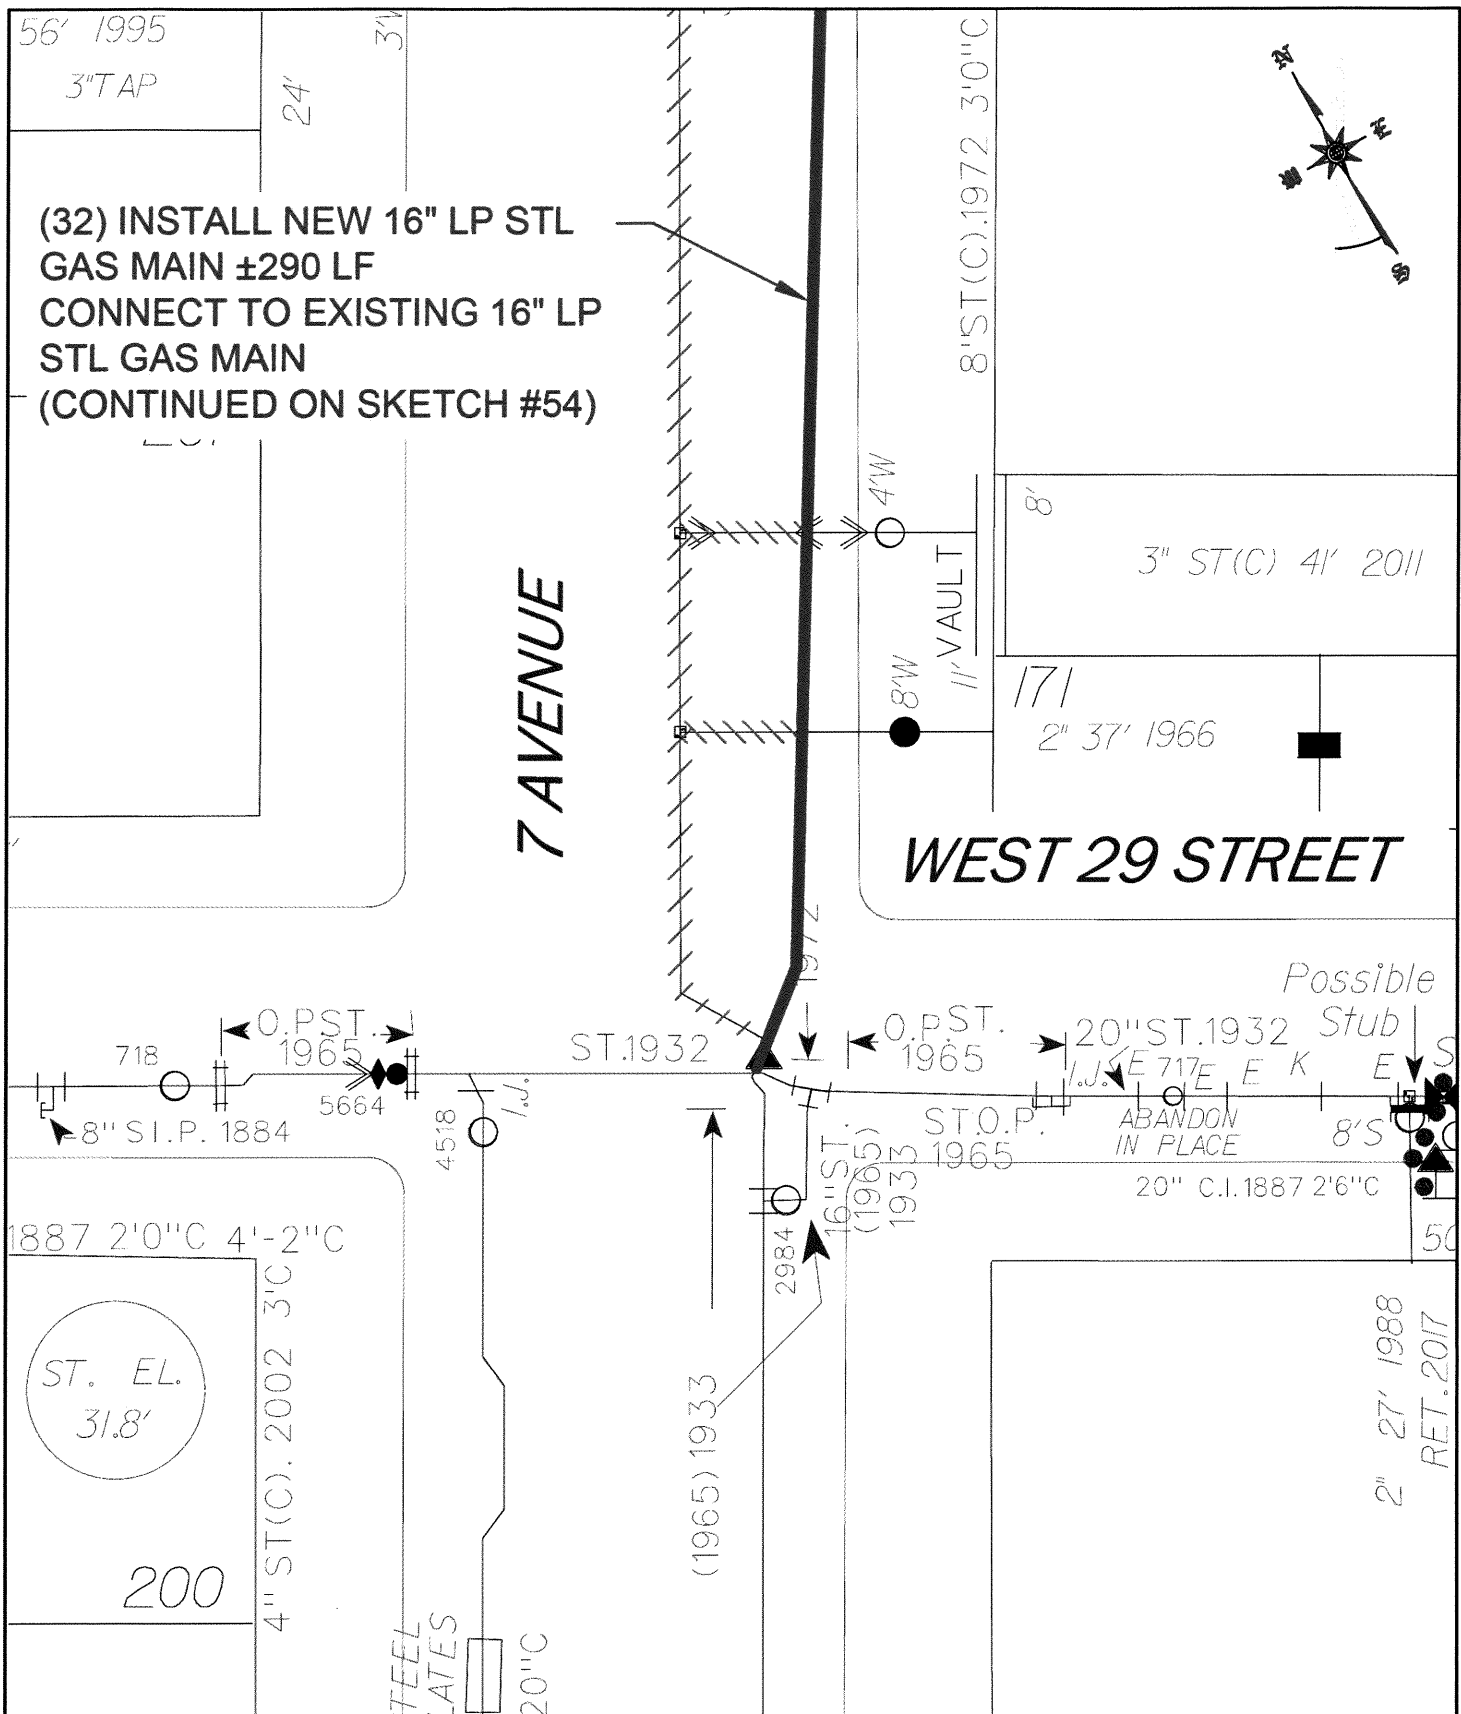 56' 1995
3"TAP
24'
8"ST(C).1972 3'0"C
N
E
S
(32) INSTALL NEW 16" LP STL
GAS MAIN ±290 LF
CONNECT TO EXISTING 16" LP
STL GAS MAIN
(CONTINUED ON SKETCH #54)
4'W
8'
3" ST(C) 41' 2011
VAULT
11'
7 AVENUE
8'W
171
2" 37' 1966
WEST 29 STREET
1972
Possible
Stub
O.P.ST.
1965
718
ST.1932
O.P.ST.
1965
20"ST.1932
I.J.
E
717
E
E
K
E
S
5664
I.J.
4518
8" S.I.P. 1884
ST.O.P.
1965
ABANDON
IN PLACE
8'S
16"ST.
(1965)
1933
20" C.I.1887 2'6"C
1887 2'0"C 4'-2"C
2984
50
ST. EL.
31.8'
4"ST(C). 2002 3'C
(1965) 1933
2" 27' 1988
RET.2017
200
20"C